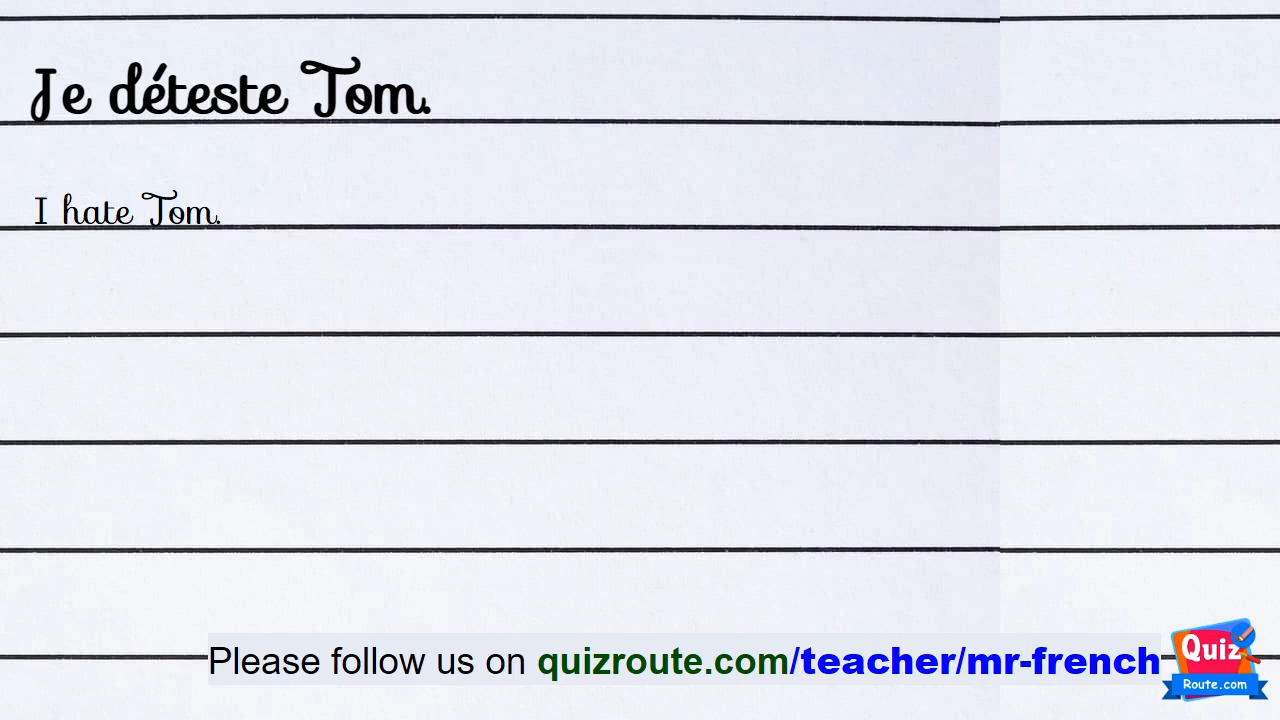 Je déteste Tom.
I hate Tom.
Please follow us on quizroute.com/teacher/mr-french
Quiz
Route.com